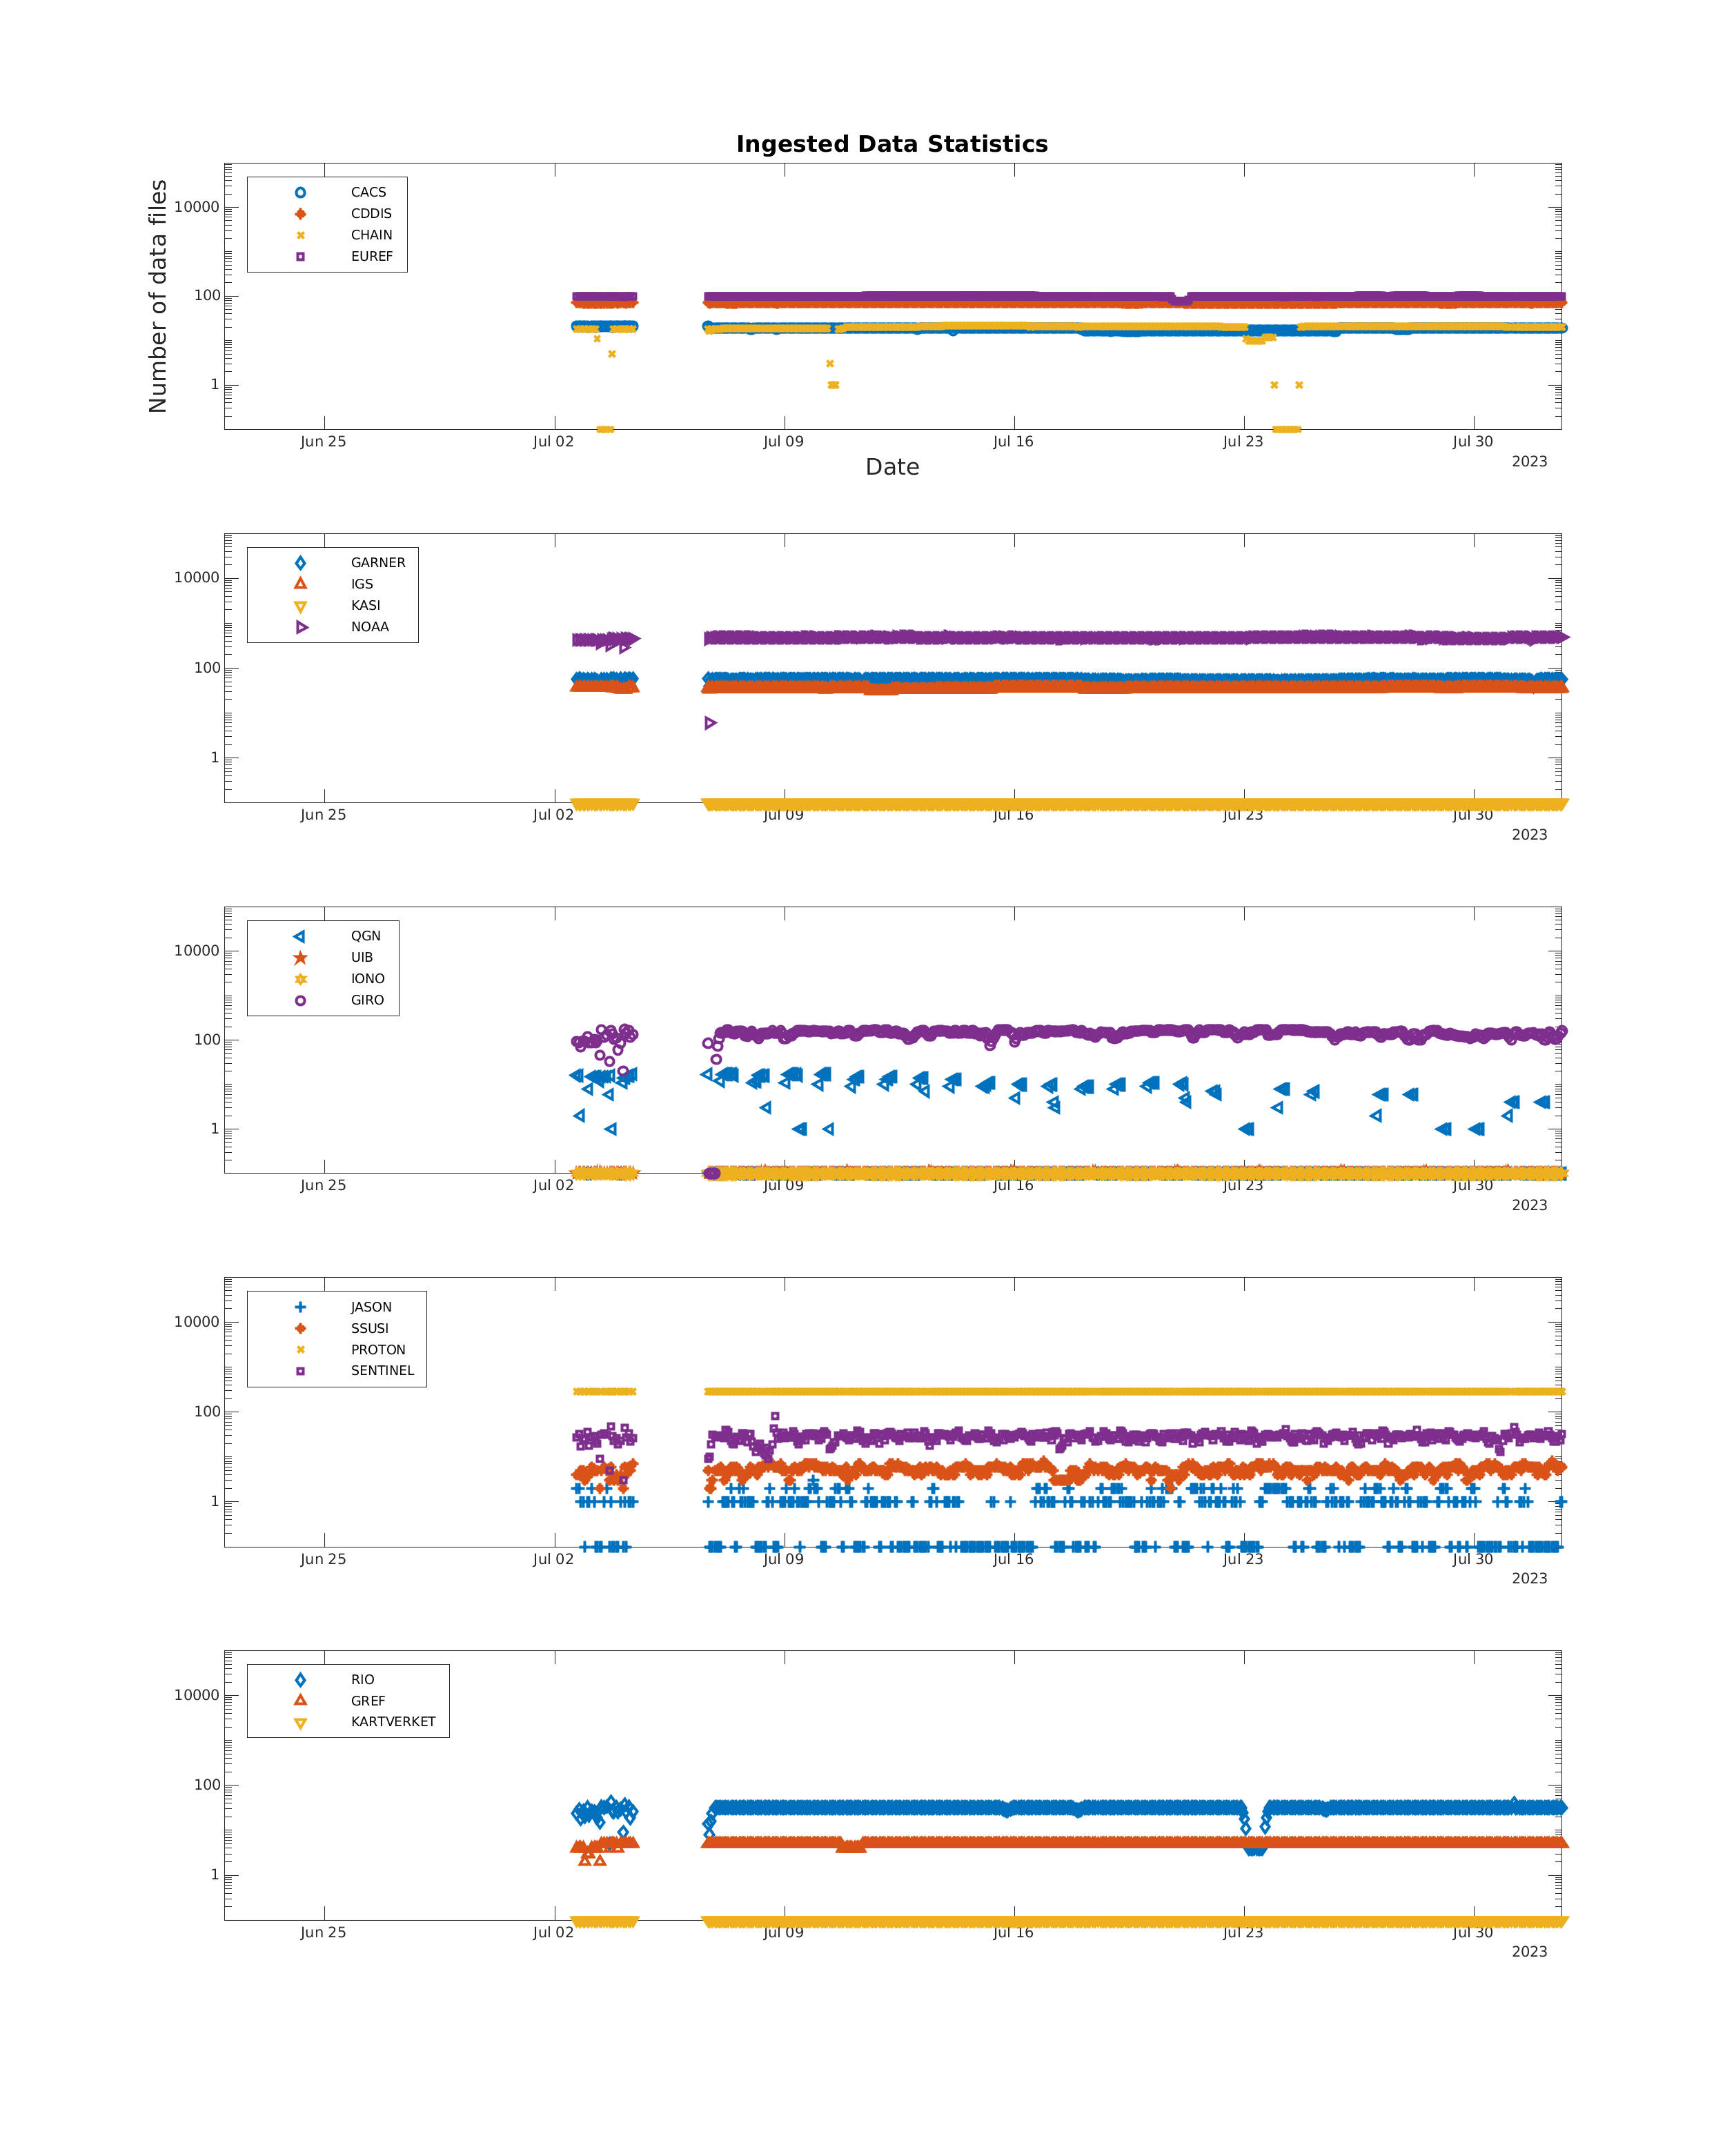 Ingested Data Statistics
Number of data files
10000
100
1
CACS
CDDIS
CHAIN
EUREF
Jun 25 Jul 02 Jul 09 Jul 16 Jul 23 Jul 30
2023
Date
10000
100
1
GARNER
IGS
KASI
NOAA
Jun 25 Jul 02 Jul 09 Jul 16 Jul 23 Jul 30
2023
10000
100
1
QGN
UIB
IONO
GIRO
Jun 25 Jul 02 Jul 09 Jul 16 Jul 23 Jul 30
2023
10000
100
1
JASON
SSUSI
PROTON
SENTINEL
Jun 25 Jul 02 Jul 09 Jul 16 Jul 23 Jul 30
2023
10000
100
1
RIO
GREF
KARTVERKET
Jun 25 Jul 02 Jul 09 Jul 16 Jul 23 Jul 30
2023